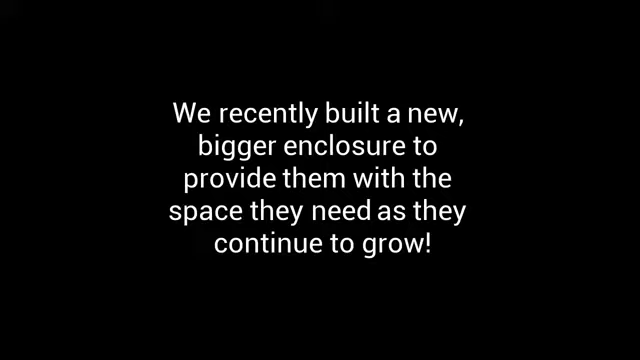 We recently built a new,
bigger enclosure to
provide them with the
space they need as they
continue to grow!